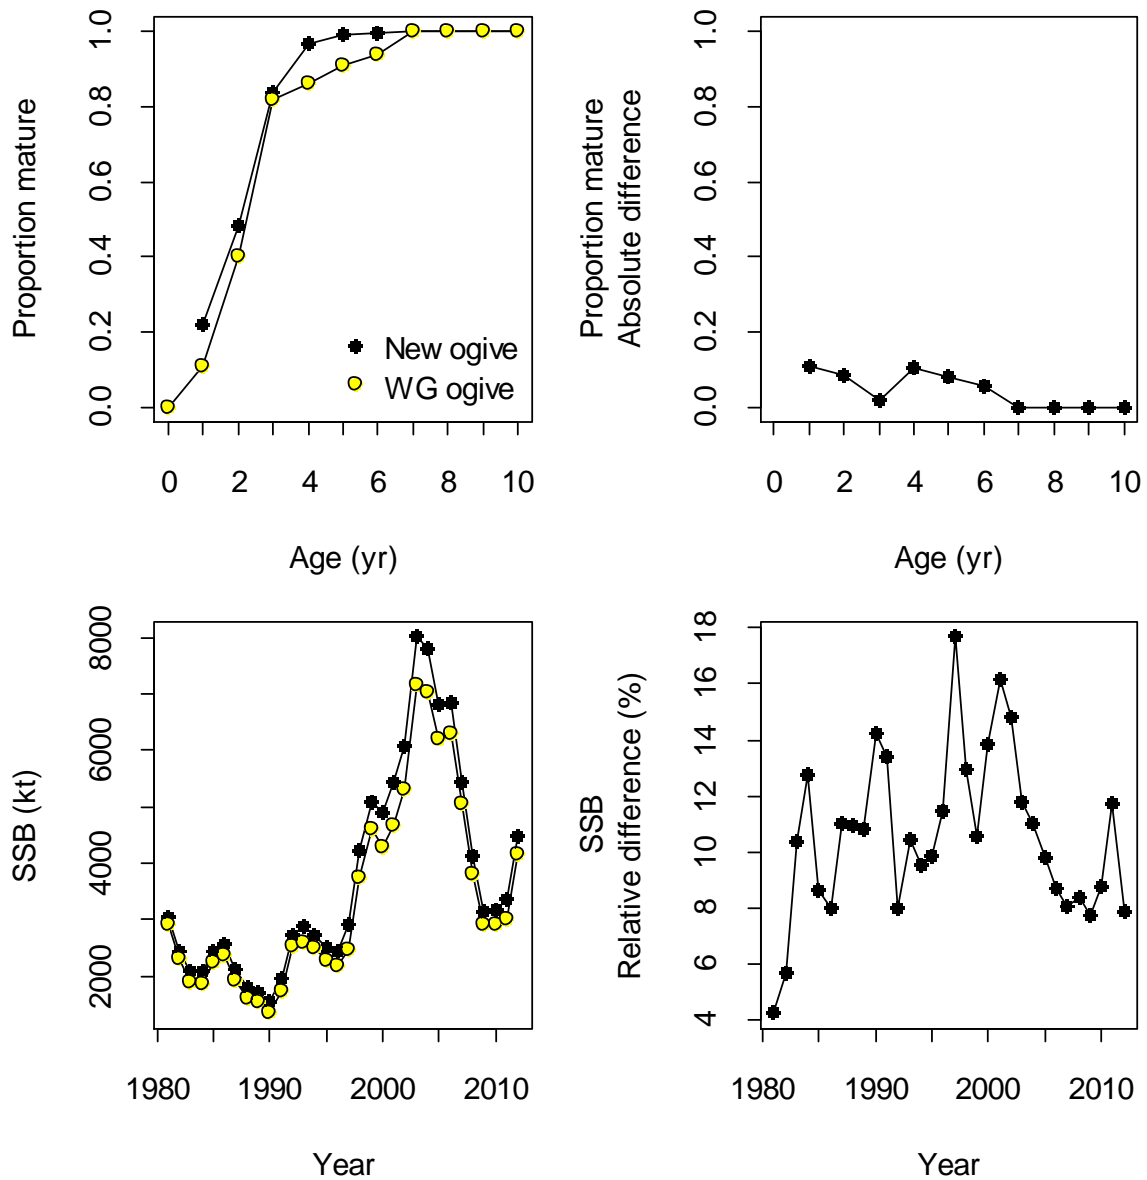 Proportion mature
0.0 0.2 0.4 0.6 0.8 1.0
New ogive
WG ogive
0 2 4 6 8 10
Age (yr)
Proportion mature
Absolute difference
0.0 0.2 0.4 0.6 0.8 1.0
0 2 4 6 8 10
Age (yr)
SSB (kt)
2000 4000 6000 8000
1980 1990 2000 2010
Year
SSB
Relative difference (%)
4 6 8 10 12 14 16 18
1980 1990 2000 2010
Year